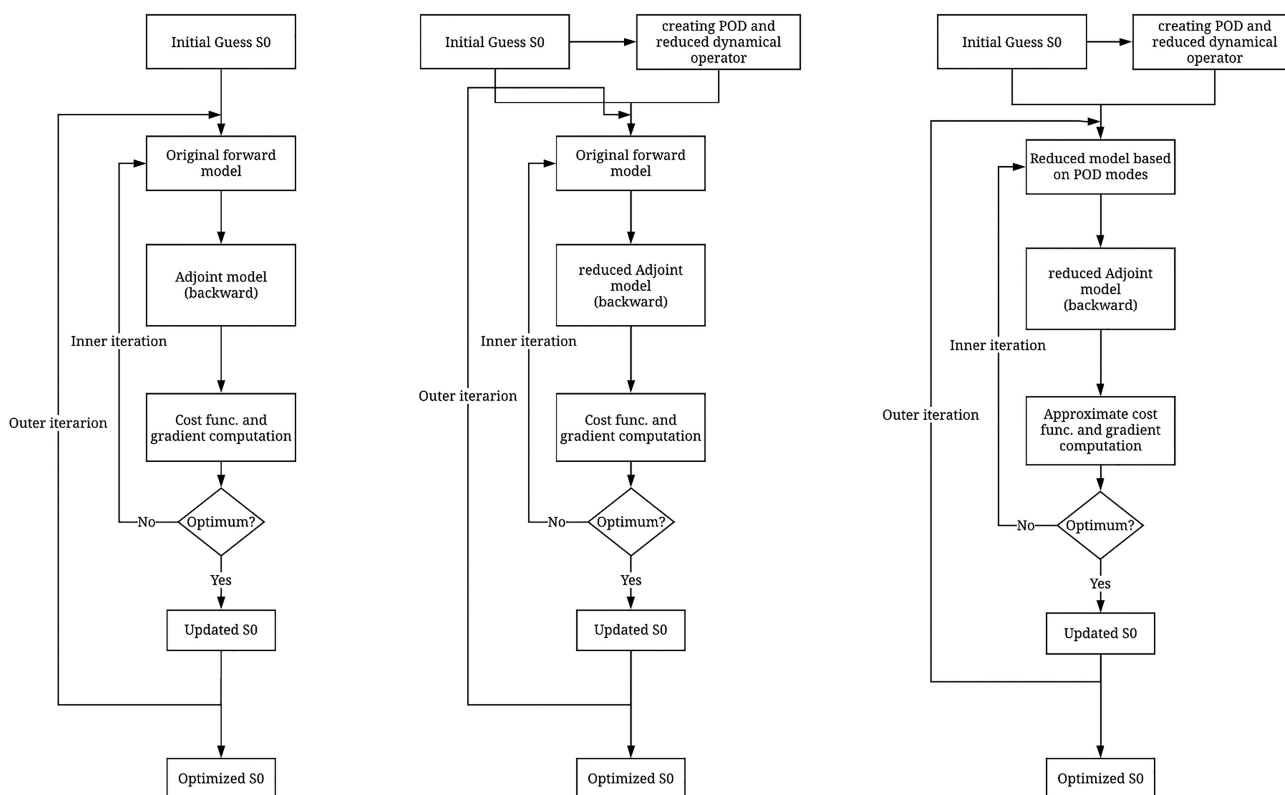 Initial Guess S0
Original forward
model
Adjoint model
(backward)
Inner iteration
Outer iterarion
Cost func. and
gradient computation
No
Optimum?
Yes
Updated S0
Optimized S0
Initial Guess S0
creating POD and
reduced dynamical
operator
Original forward
model
reduced Adjoint
model
(backward)
Inner iteration
Outer iterarion
Cost func. and
gradient computation
No
Optimum?
Yes
Updated S0
Optimized S0
Initial Guess S0
creating POD and
reduced dynamical
operator
Reduced model based
on POD modes
reduced Adjoint
model
(backward)
Inner iteration
Outer iteration
Approximate cost
func. and gradient
computation
No
Optimum?
Yes
Updated S0
Optimized S0